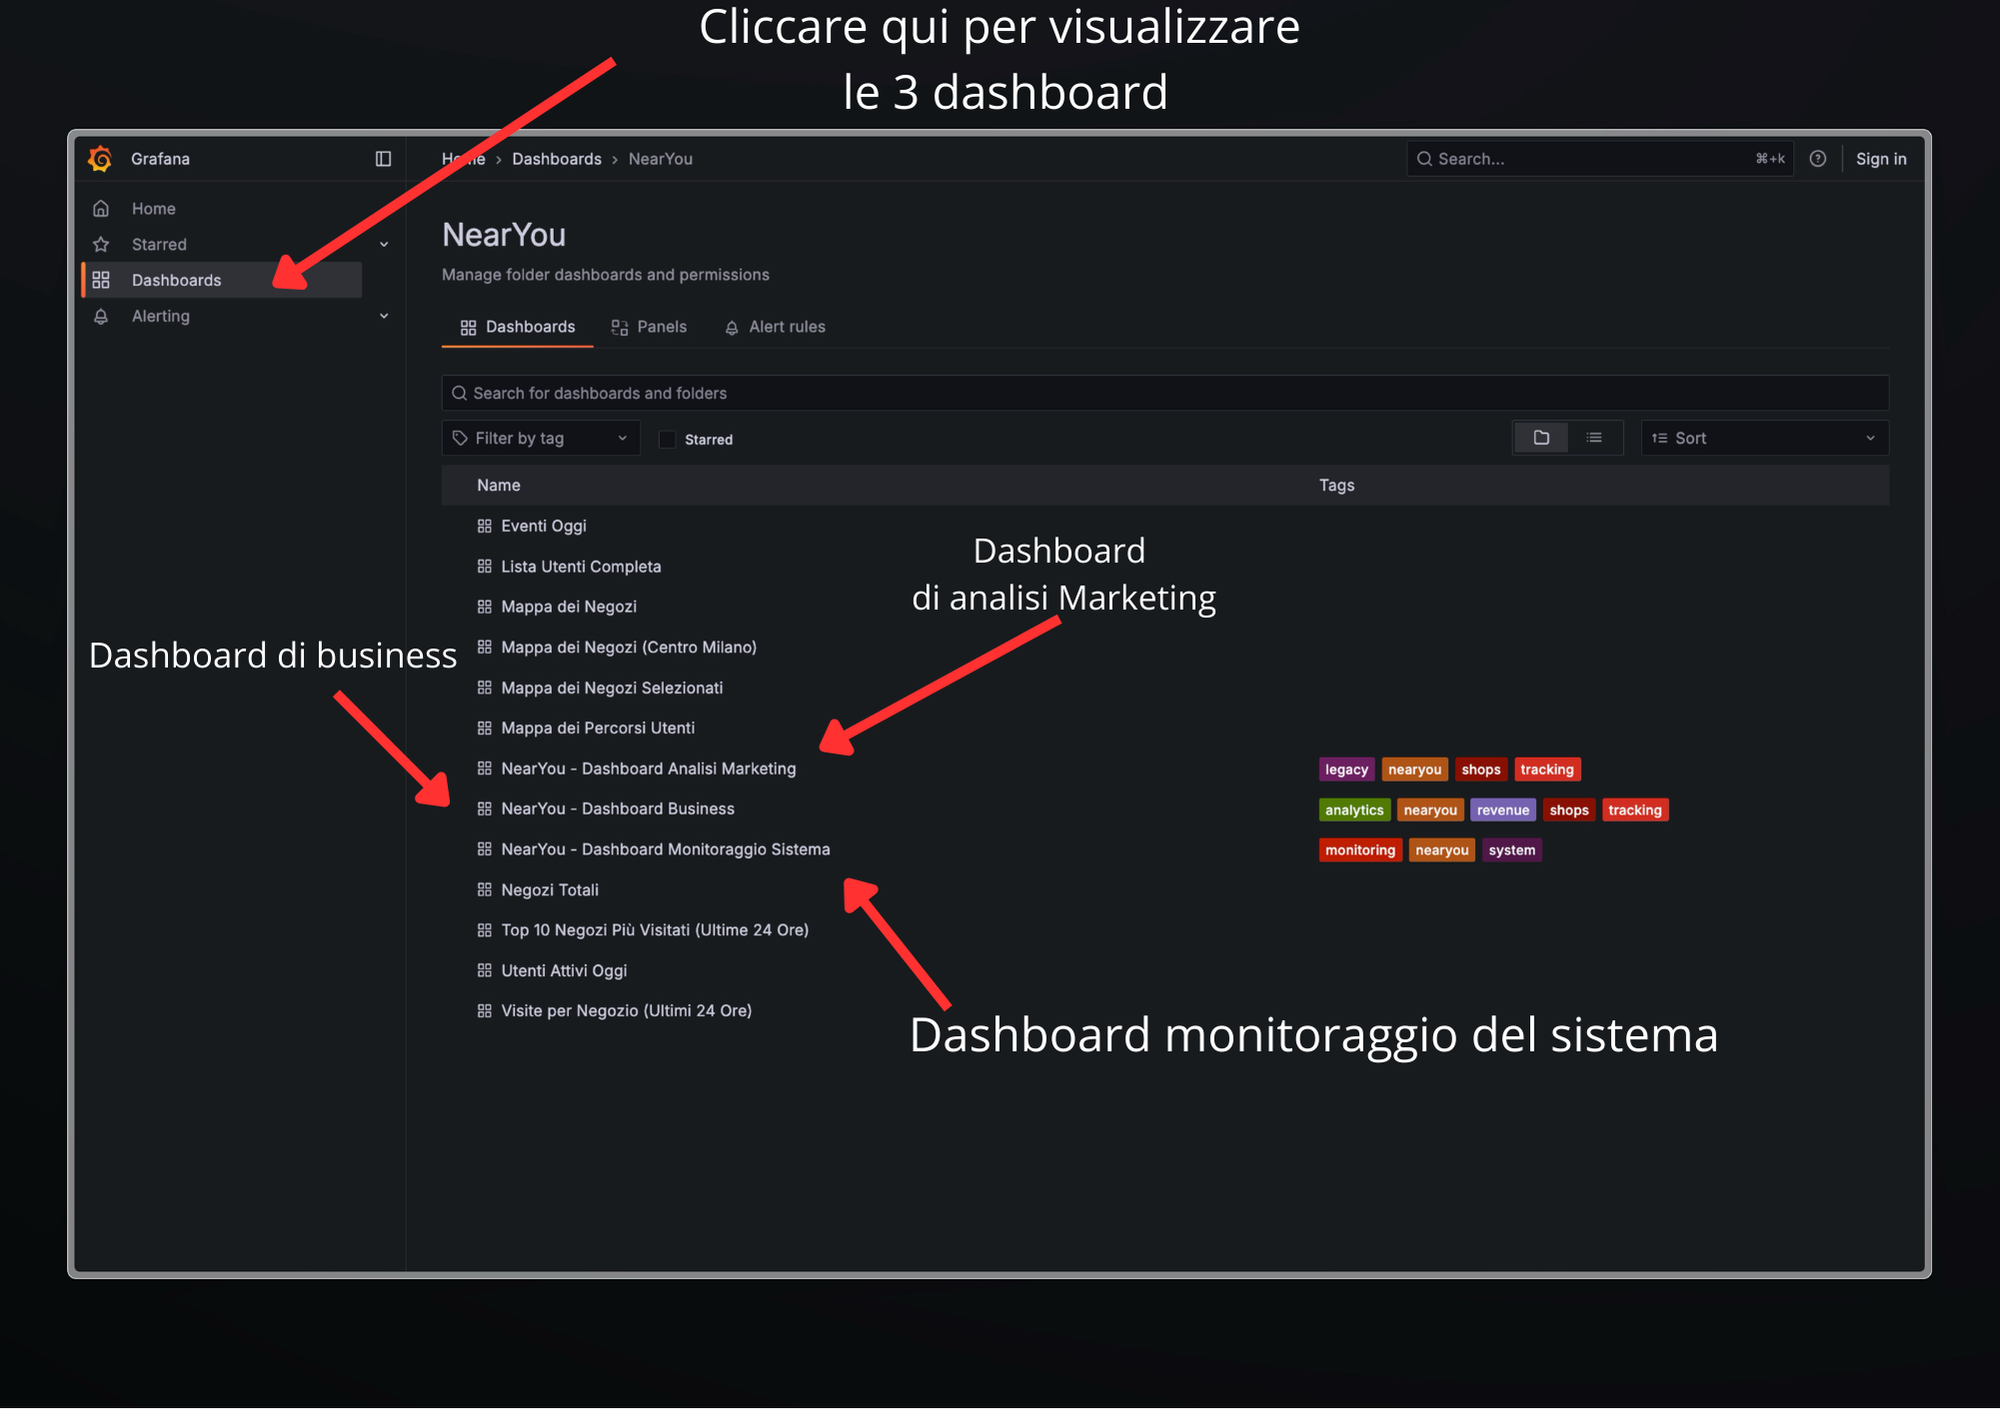 Cliccare qui per visualizzare
le 3 dashboard
Grafana
Home › Dashboards › NearYou
Search...
⌘+k
Sign in
Home
Starred
Dashboards
Alerting
NearYou
Manage folder dashboards and permissions
Dashboards
Panels
Alert rules
Search for dashboards and folders
Filter by tag
Starred
Sort
Name
Tags
Eventi Oggi
Lista Utenti Completa
Mappa dei Negozi
Mappa dei Negozi (Centro Milano)
Mappa dei Negozi Selezionati
Mappa dei Percorsi Utenti
NearYou - Dashboard Analisi Marketing
legacy nearyou shops tracking
NearYou - Dashboard Business
analytics nearyou revenue shops tracking
NearYou - Dashboard Monitoraggio Sistema
monitoring nearyou system
Negozi Totali
Top 10 Negozi Più Visitati (Ultime 24 Ore)
Utenti Attivi Oggi
Visite per Negozio (Ultimi 24 Ore)
Dashboard
di analisi Marketing
Dashboard di business
Dashboard monitoraggio del sistema